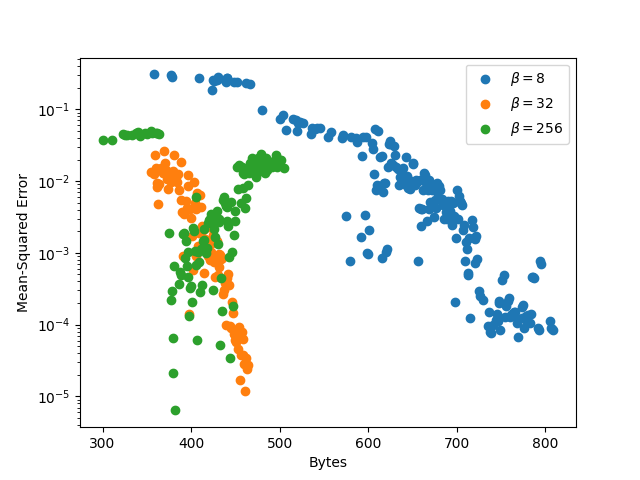 10⁻¹
10⁻²
10⁻³
10⁻⁴
10⁻⁵
Mean-Squared Error
β = 8
β = 32
β = 256
300 400 500 600 700 800
Bytes